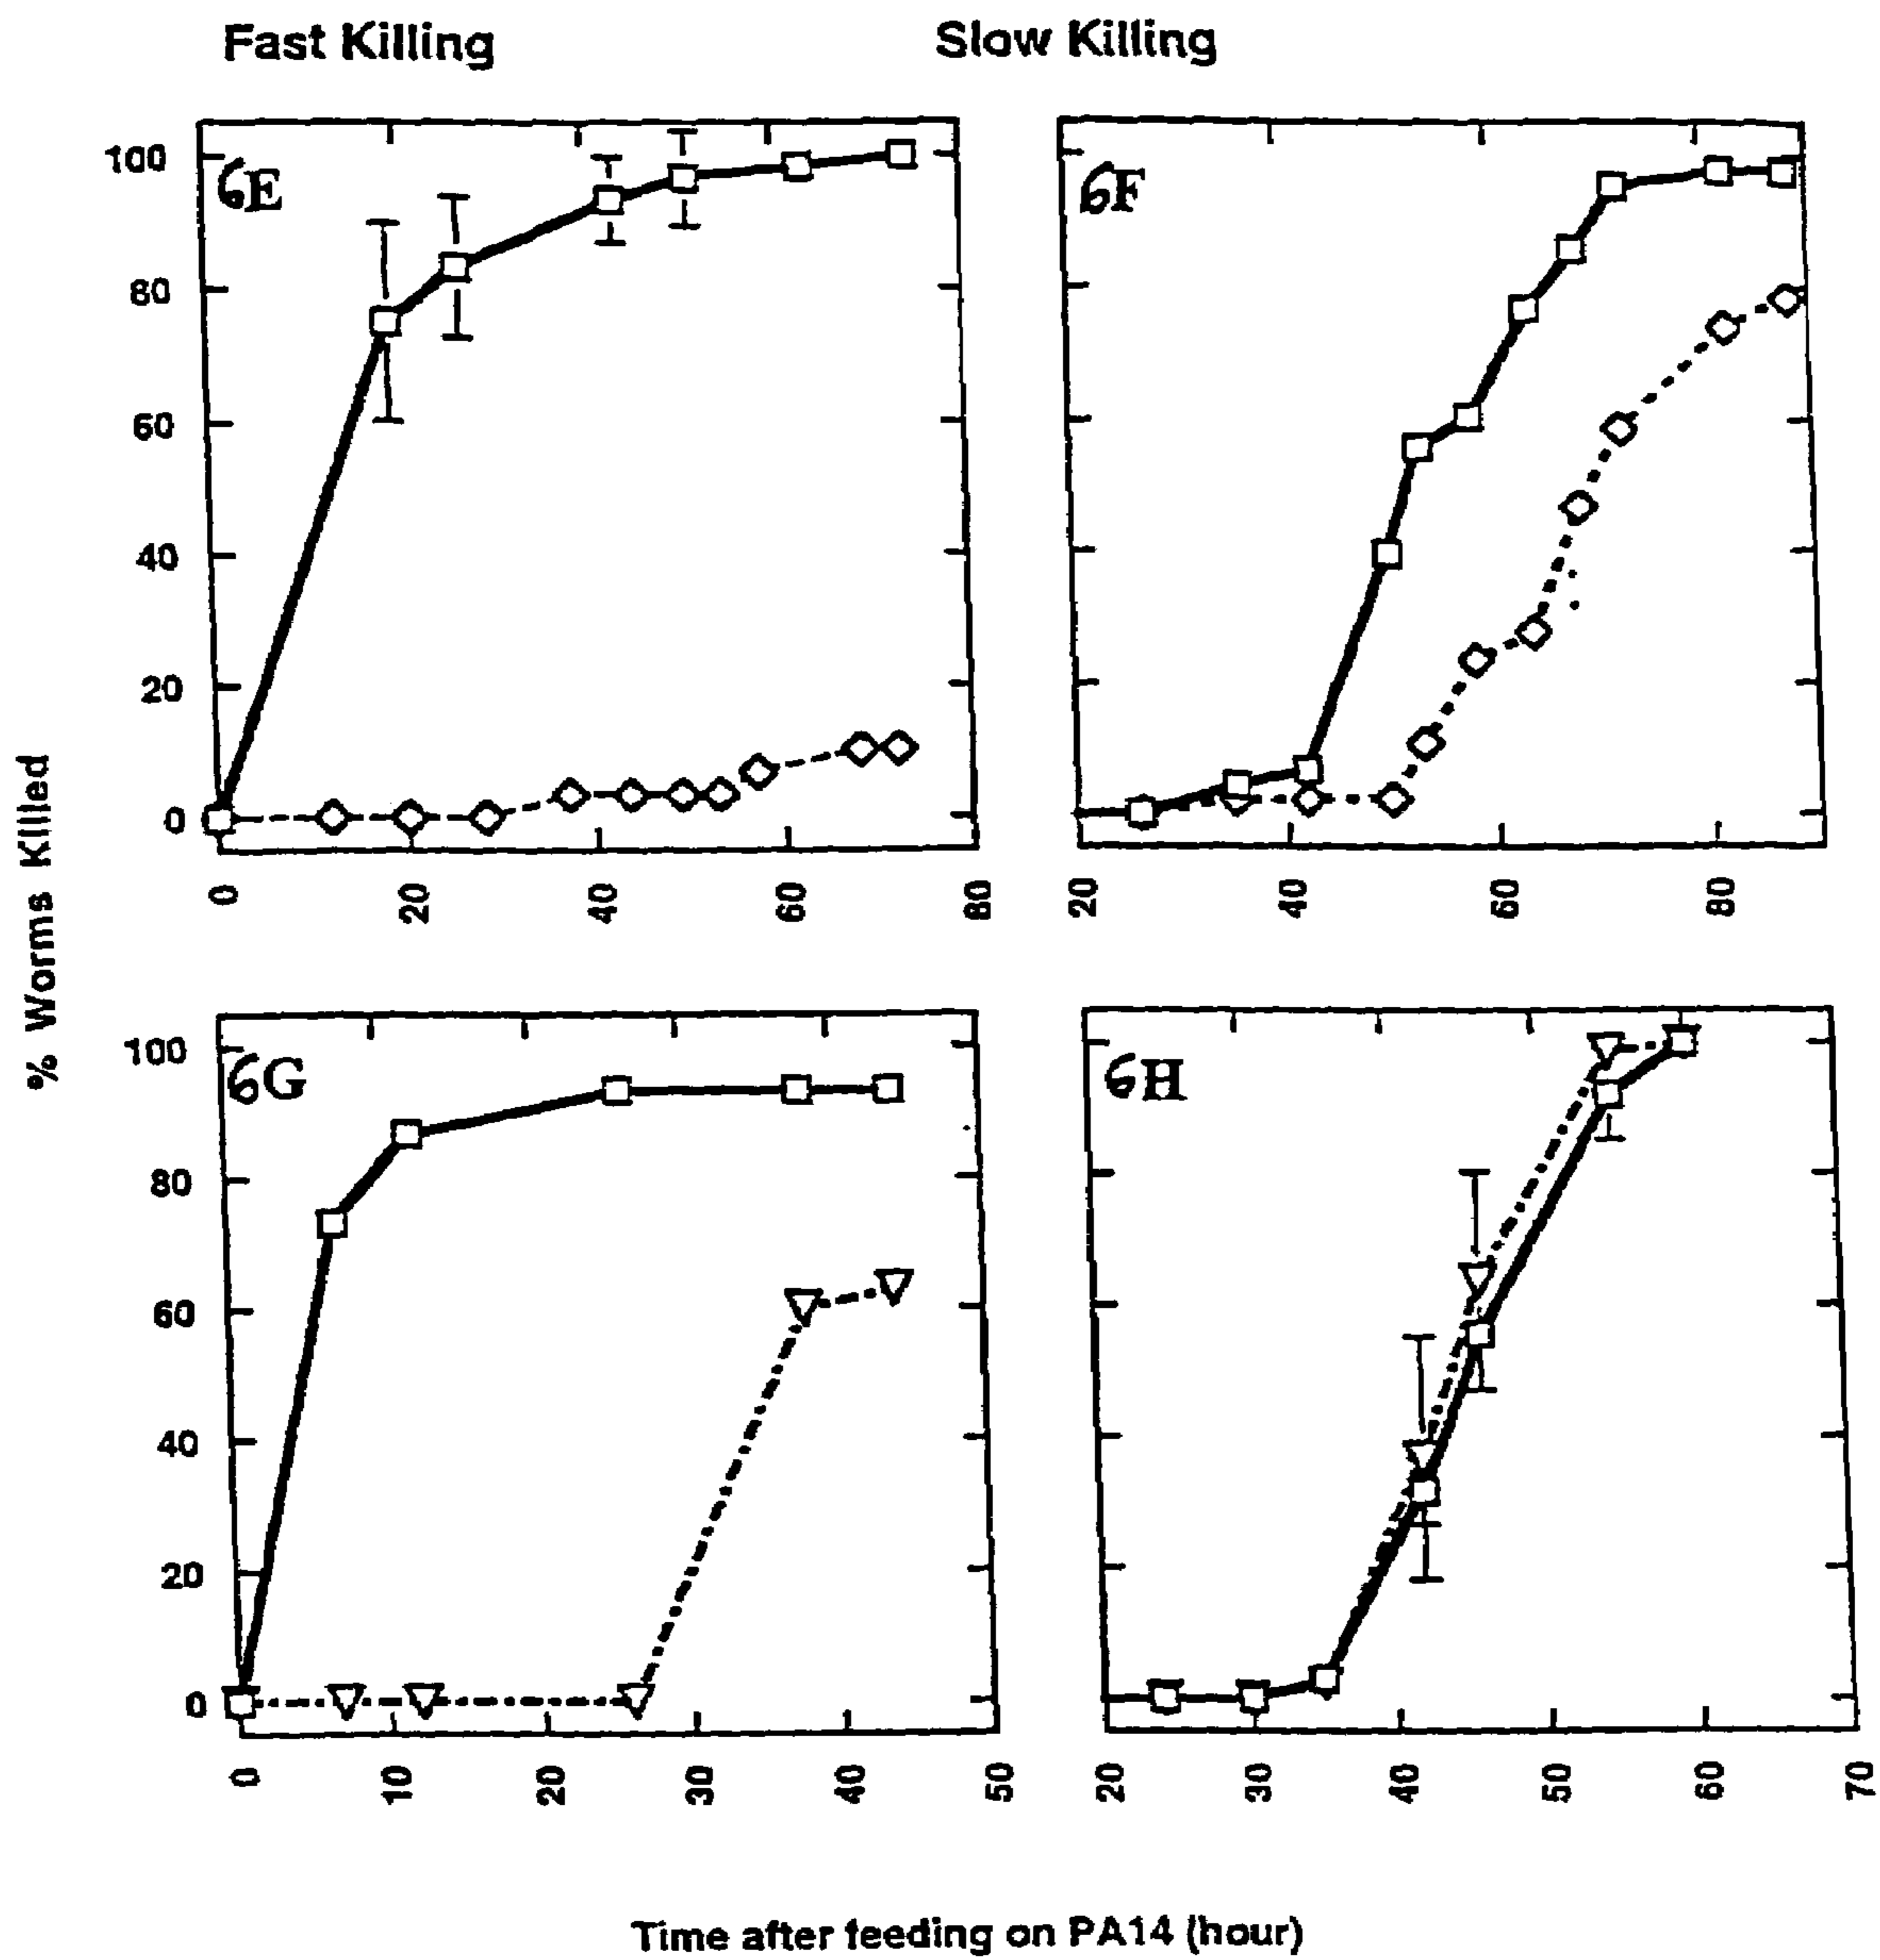 Fast Killing Slow Killing
6E 6F
100
80
60
40
20
0
0 20 40 60 80 20 40 60 80
% Worms Killed
6G 6H
100
80
60
40
20
0
0 10 20 30 40 50 20 30 40 50 60 70
Time after feeding on PA14 (hour)